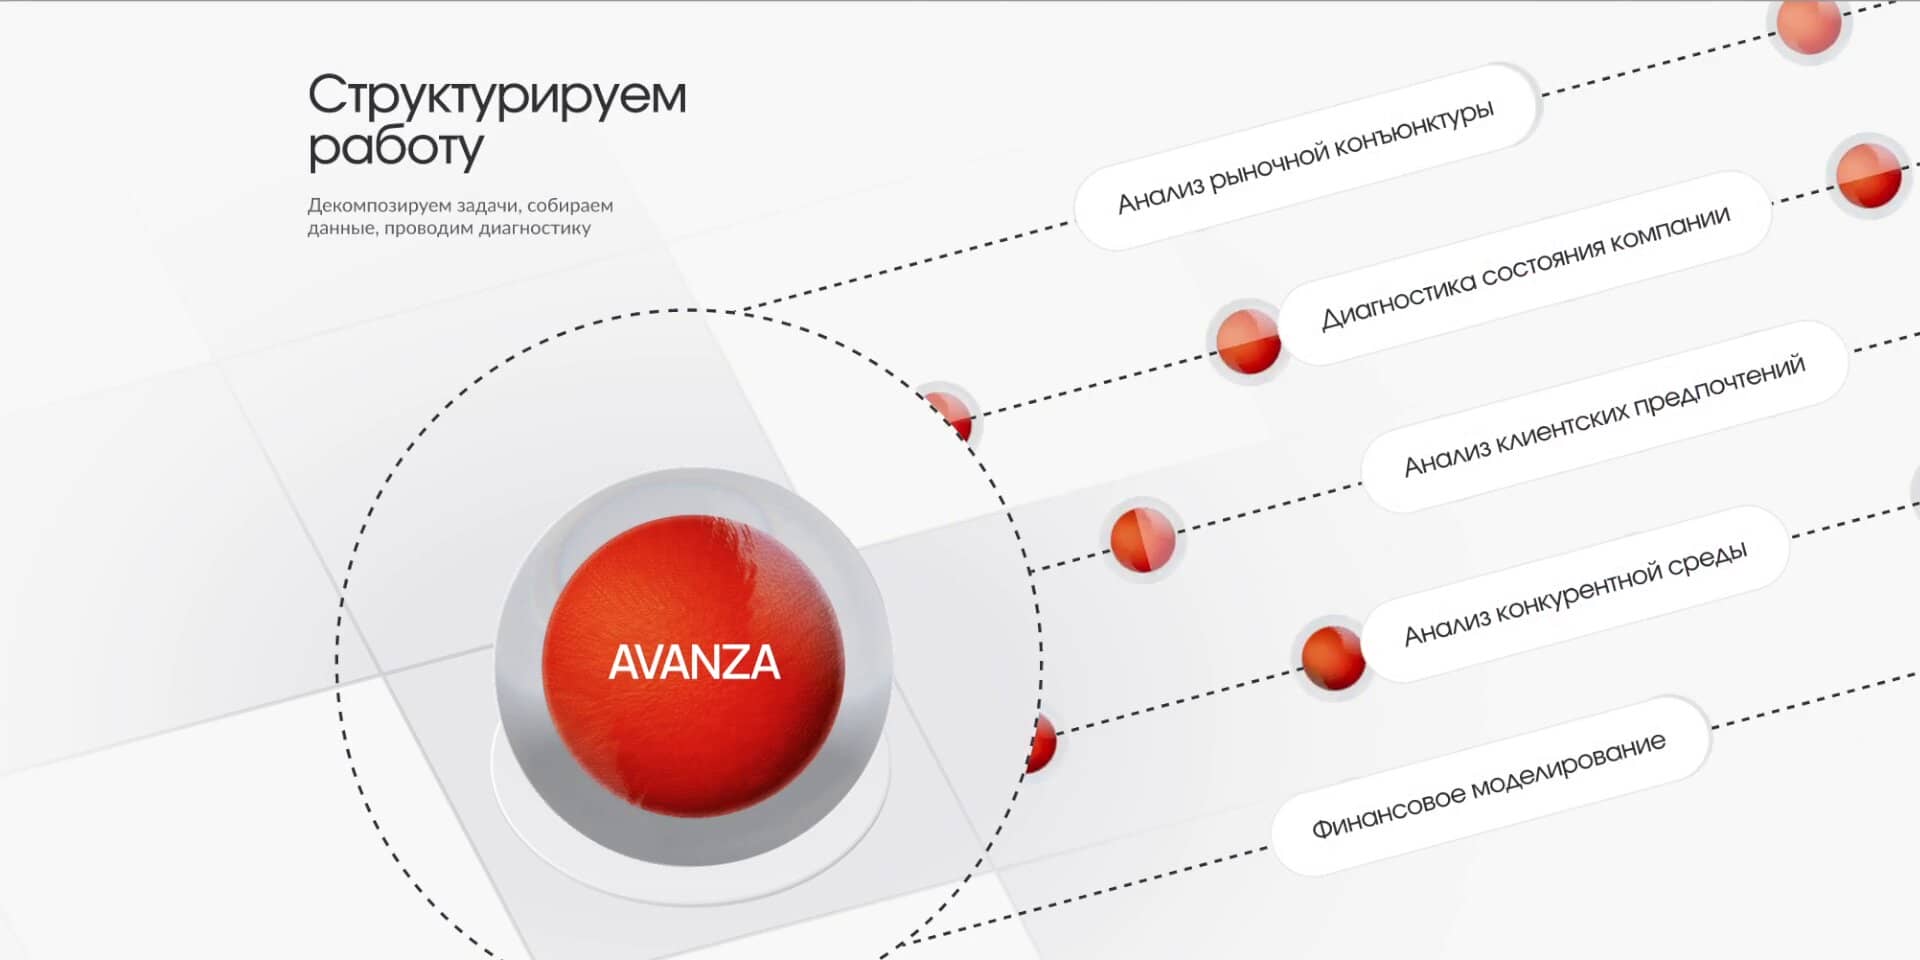 Структурируем
работу
Декомпозируем задачи, собираем
данные, проводим диагностику
Анализ рыночной конъюнктуры
Диагностика состояния компании
Анализ клиентских предпочтений
Анализ конкурентной среды
Финансовое моделирование
AVANZA